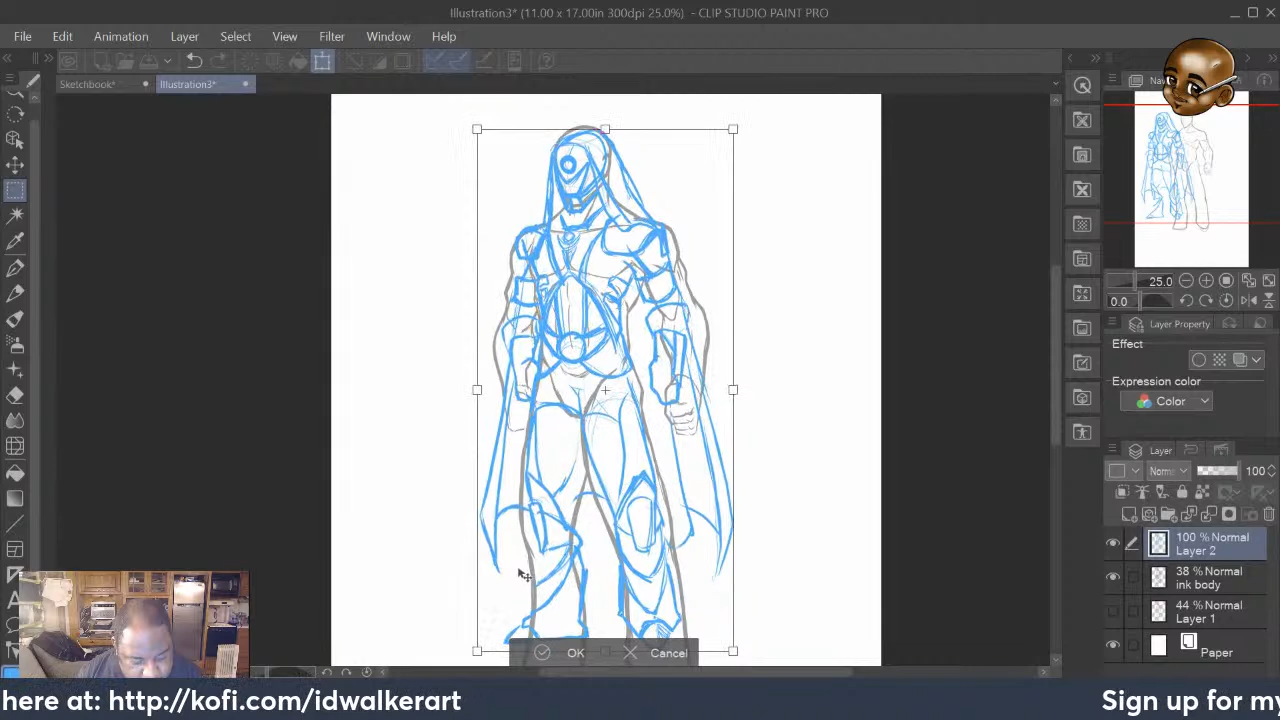 Illustration3* (11.00 x 17.00in 300dpi 25.0%) - CLIP STUDIO PAINT PRO
File Edit Animation Layer Select View Filter Window Help
Sketchbook* Illustration3*
25.0
0.0
Layer Property
Effect
Expression color
Color
Layer
100
100 % Normal
Layer 2
38 % Normal
ink body
44 % Normal
Layer 1
Paper
OK Cancel
here at: http://kofi.com/idwalkerart Sign up for my